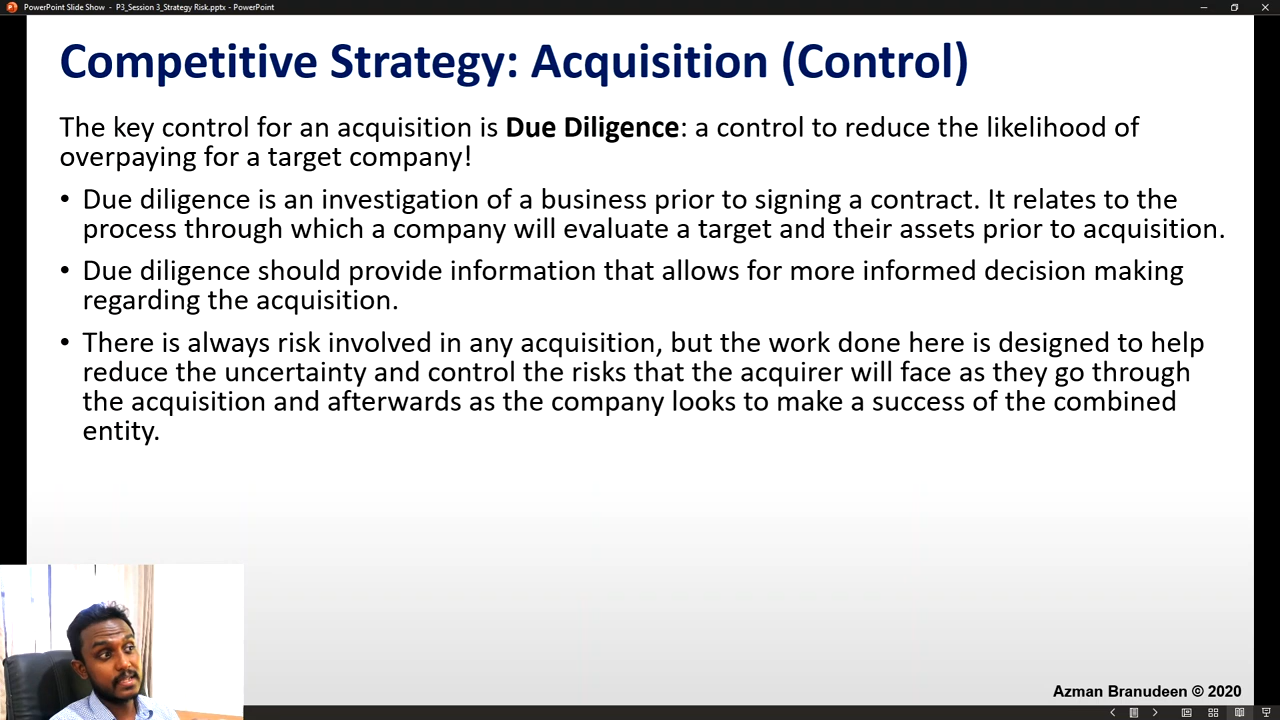 PowerPoint Slide Show - P3_Session 3_Strategy Risk.pptx - PowerPoint
Competitive Strategy: Acquisition (Control)
The key control for an acquisition is Due Diligence: a control to reduce the likelihood of
overpaying for a target company!
• Due diligence is an investigation of a business prior to signing a contract. It relates to the
process through which a company will evaluate a target and their assets prior to acquisition.
• Due diligence should provide information that allows for more informed decision making
regarding the acquisition.
• There is always risk involved in any acquisition, but the work done here is designed to help
reduce the uncertainty and control the risks that the acquirer will face as they go through
the acquisition and afterwards as the company looks to make a success of the combined
entity.
Azman Branudeen © 2020